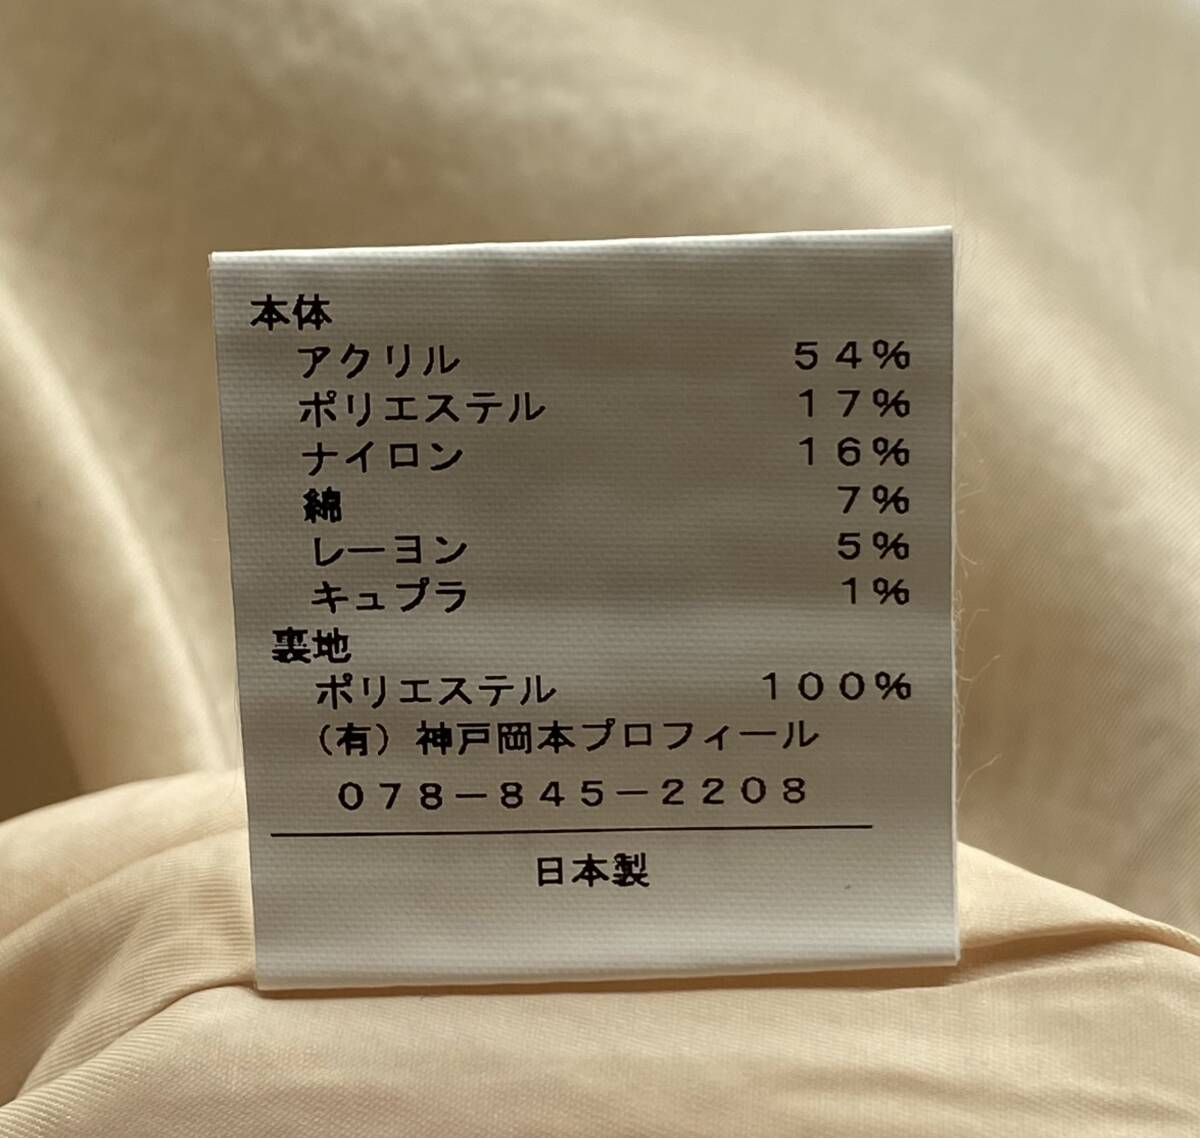 本体
アクリル ５４％
ポリエステル １７％
ナイロン １６％
綿 ７％
レーヨン ５％
キュプラ １％
裏地
ポリエステル １００％
（有）神戸岡本プロフィール
０７８－８４５－２２０８
日本製